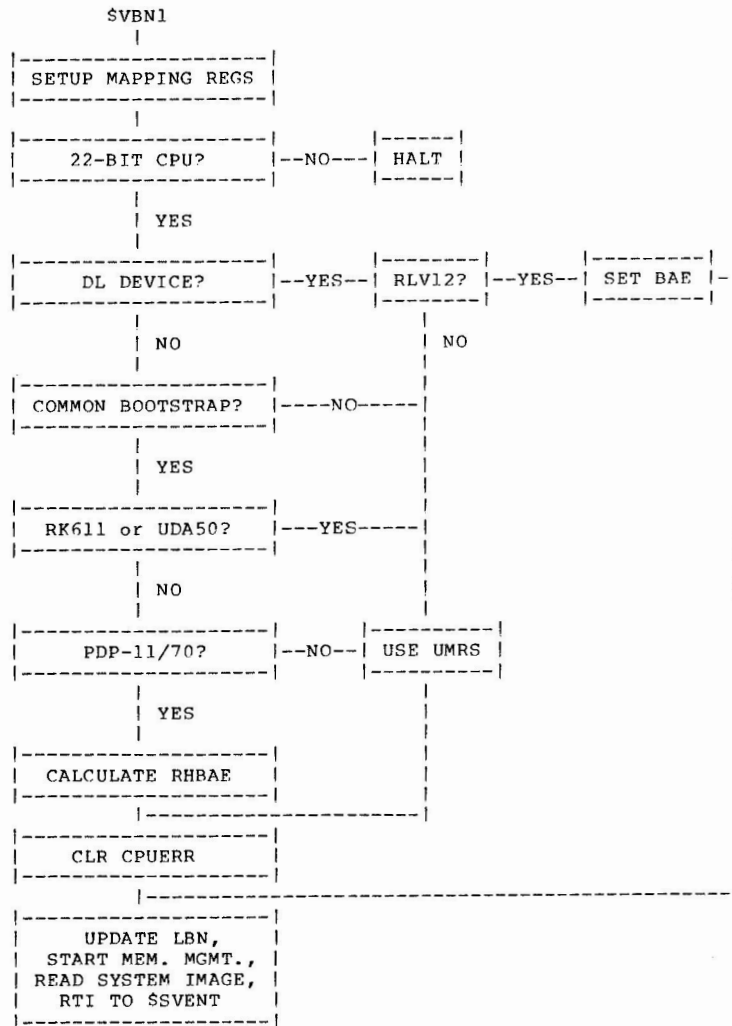 $VBN1
SETUP MAPPING REGS
22-BIT CPU? --NO--- HALT
YES
DL DEVICE? --YES-- RLV12? --YES-- SET BAE
NO NO
COMMON BOOTSTRAP? ----NO-----
YES
RK611 or UDA50? ---YES-----
NO
PDP-11/70? --NO-- USE UMRS
YES
CALCULATE RHBAE
CLR CPUERR
UPDATE LBN,
START MEM. MGMT.,
READ SYSTEM IMAGE,
RTI TO $SVENT